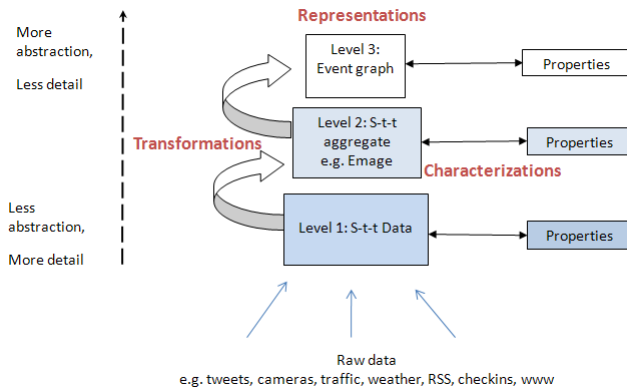 Representations
More
abstraction,
Less detail
Level 3:
Event graph
Properties
Transformations
Level 2: S-t-t
aggregate
e.g. Emage
Properties
Characterizations
Less
abstraction,
More detail
Level 1: S-t-t Data
Properties
Raw data
e.g. tweets, cameras, traffic, weather, RSS, checkins, www